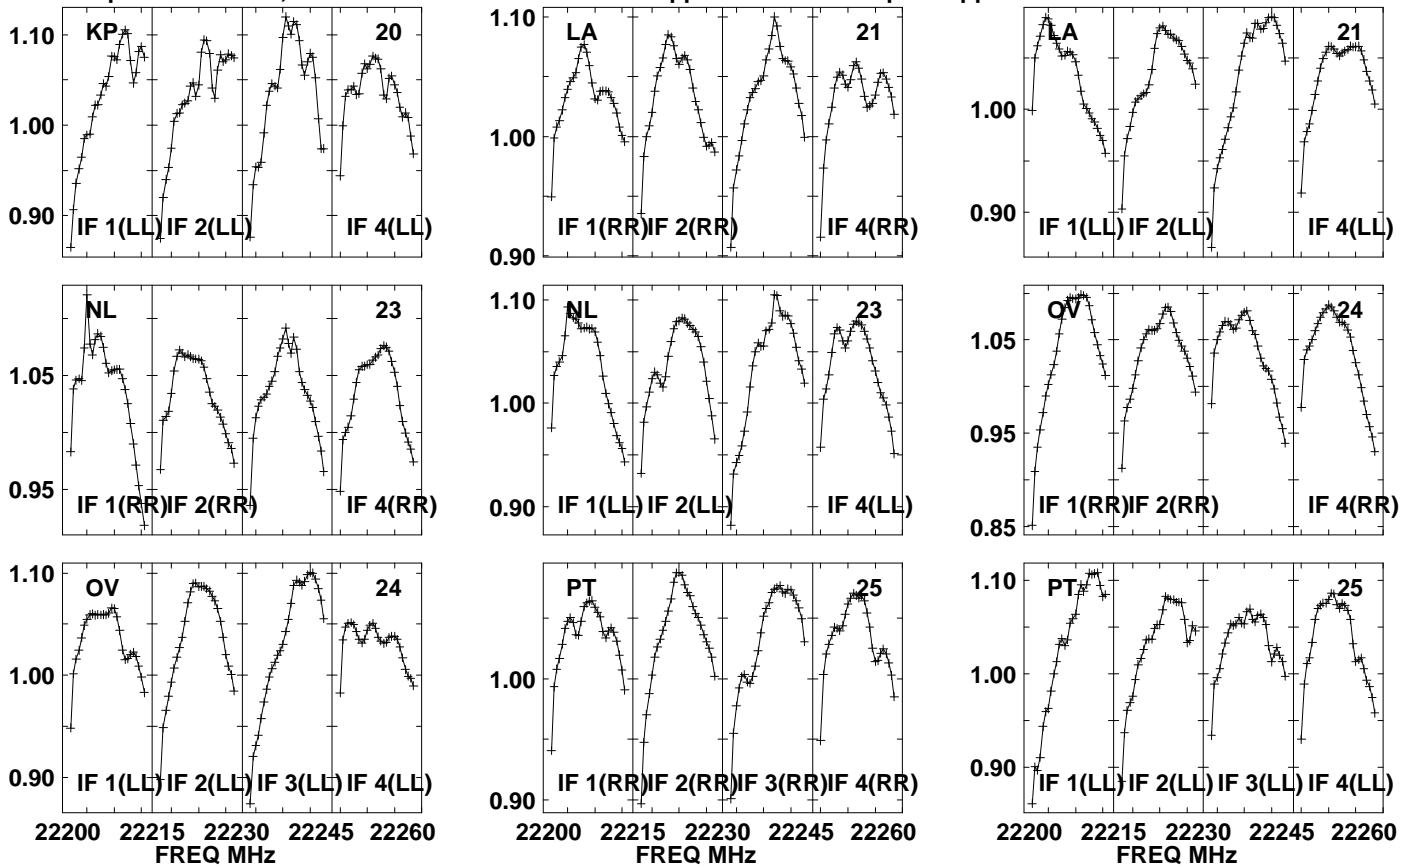 KP 20
1.10
1.00
0.90
IF 1(LL) IF 2(LL) IF 4(LL)
LA 21
1.10
1.00
0.90
IF 1(RR) IF 2(RR) IF 4(RR)
LA 21
1.00
0.90
IF 1(LL) IF 2(LL) IF 4(LL)
NL 23
1.05
0.95
IF 1(RR) IF 2(RR) IF 4(RR)
NL 23
1.10
1.00
0.90
IF 1(LL) IF 2(LL) IF 4(LL)
OV 24
1.05
0.95
0.85
IF 1(RR) IF 2(RR) IF 4(RR)
OV 24
1.10
1.00
0.90
IF 1(LL) IF 2(LL) IF 3(LL) IF 4(LL)
22200 22215 22230 22245 22260
FREQ MHz
PT 25
1.00
0.90
IF 1(RR) IF 2(RR) IF 3(RR) IF 4(RR)
22200 22215 22230 22245 22260
FREQ MHz
PT 25
1.10
1.00
0.90
IF 1(LL) IF 2(LL) IF 3(LL) IF 4(LL)
22200 22215 22230 22245 22260
FREQ MHz